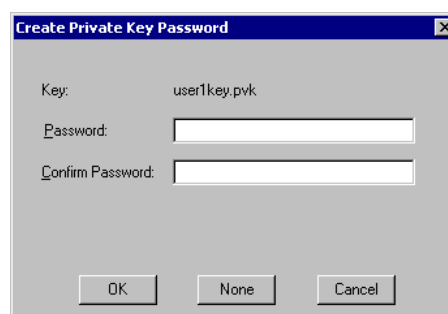 Create Private Key Password
Key: user1key.pvk
Password:
Confirm Password:
OK None Cancel